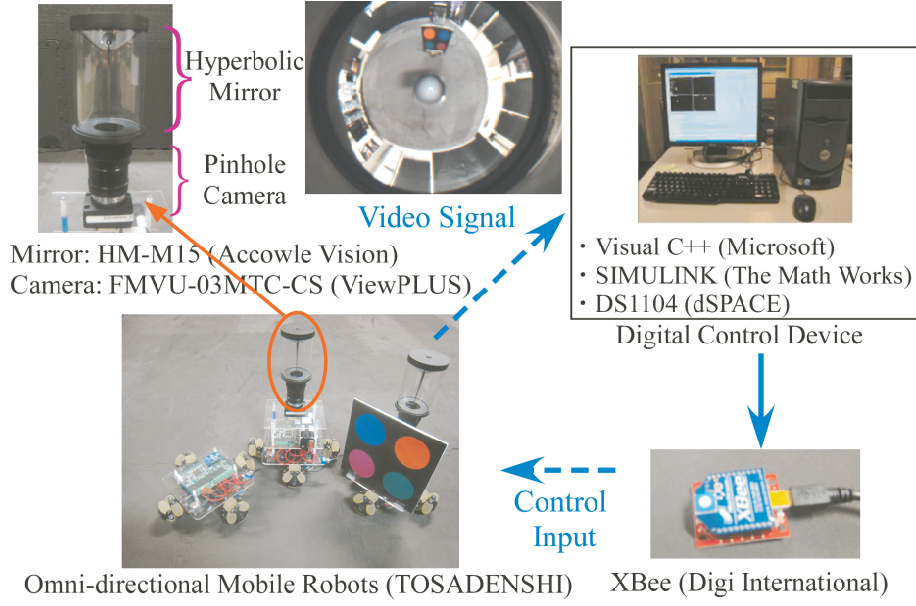 Hyperbolic
Mirror
Pinhole
Camera
Mirror: HM-M15 (Accowle Vision)
Camera: FMVU-03MTC-CS (ViewPLUS)
Video Signal
・Visual C++ (Microsoft)
・SIMULINK (The Math Works)
・DS1104 (dSPACE)
Digital Control Device
Control
Input
XBee
Omni-directional Mobile Robots (TOSADENSHI)
XBee (Digi International)